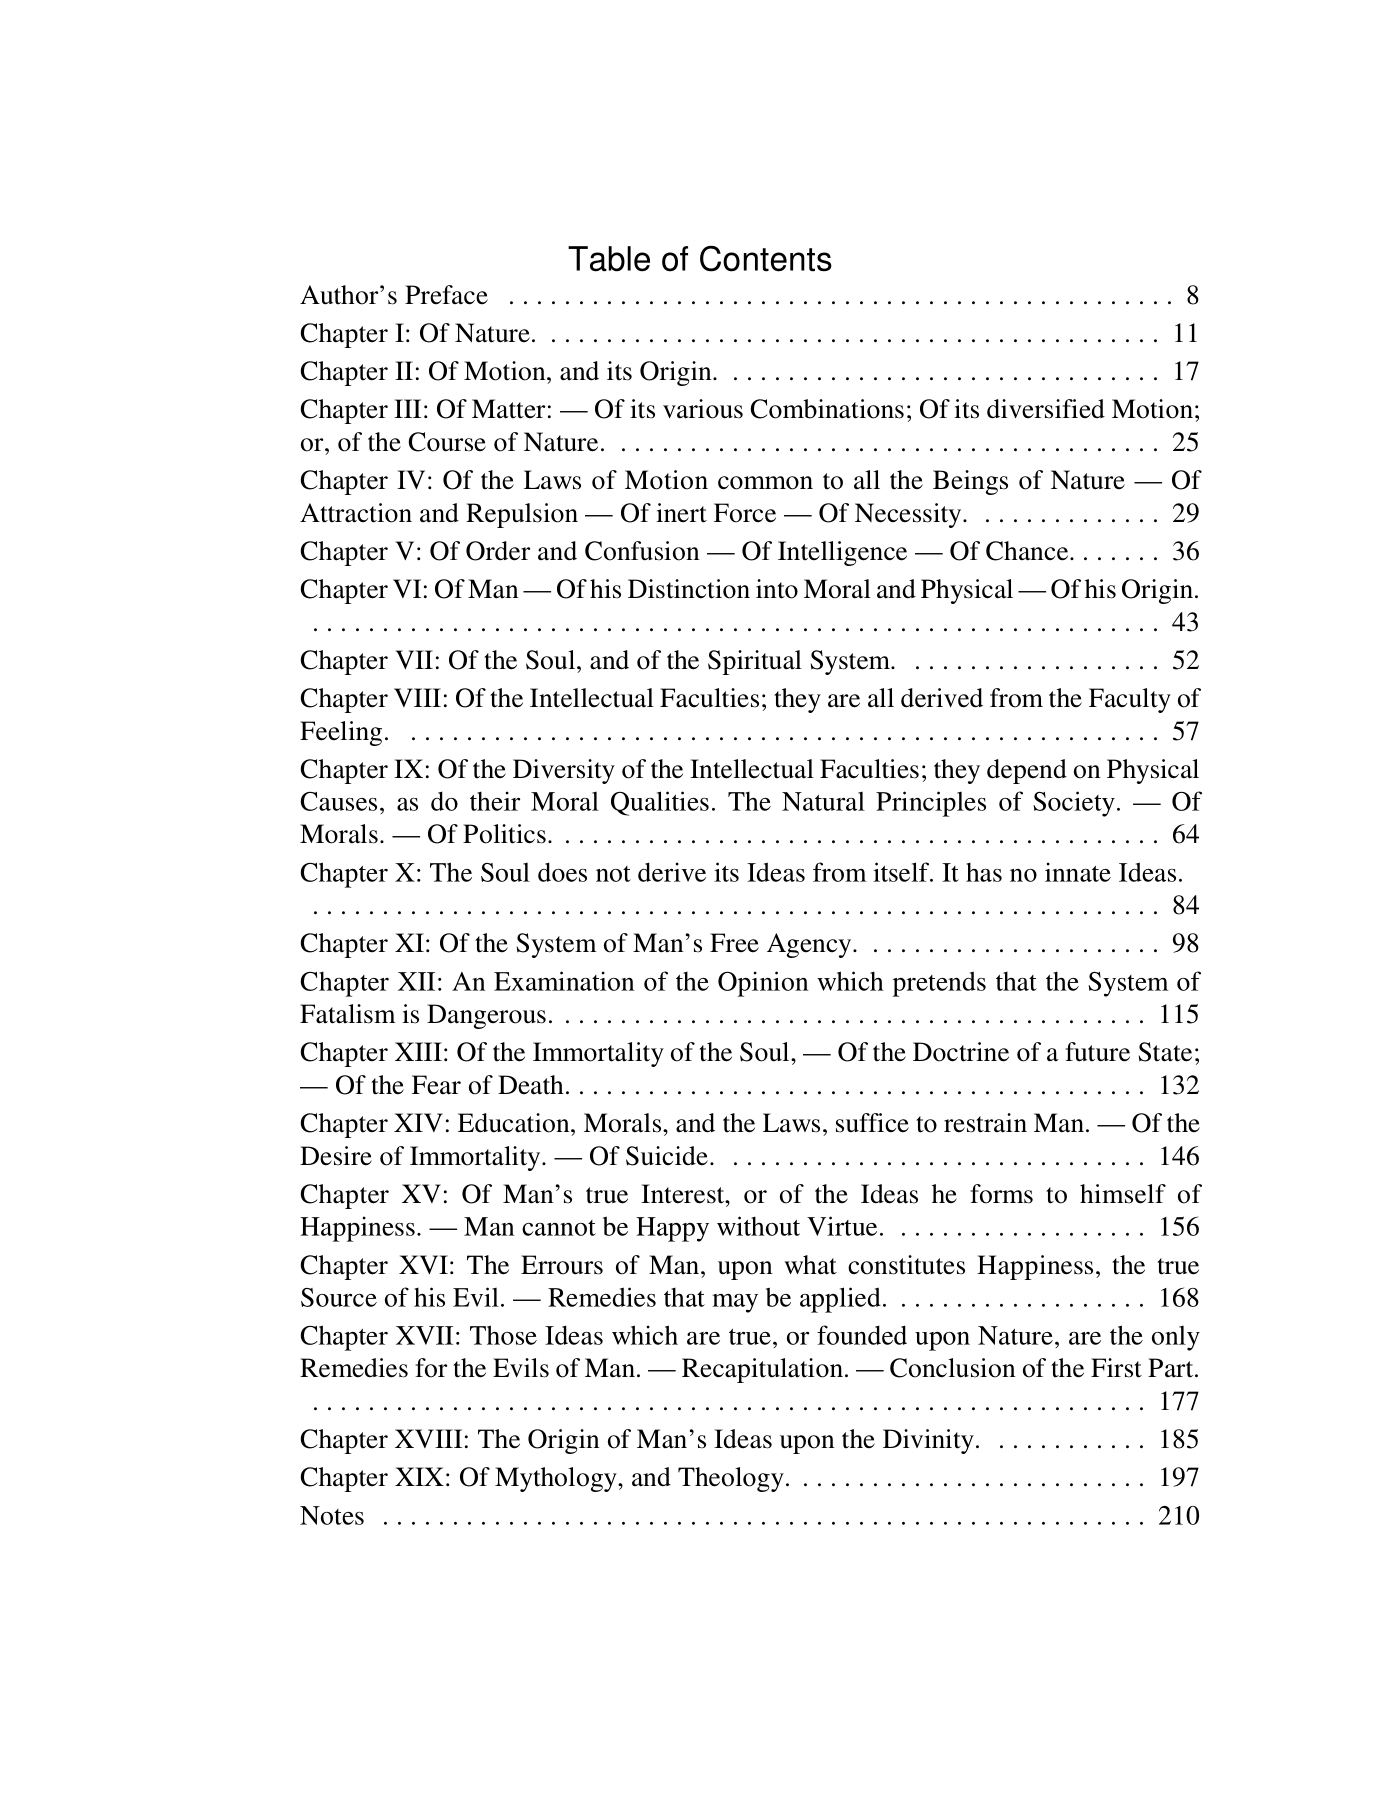 Table of Contents
Author's Preface . . . . . . . . . . . . . . . . . . . . . . . . . . . . . . . . . . . . . . . . . . . . . . . . 8
Chapter I: Of Nature. . . . . . . . . . . . . . . . . . . . . . . . . . . . . . . . . . . . . . . . . . . . . 11
Chapter II: Of Motion, and its Origin. . . . . . . . . . . . . . . . . . . . . . . . . . . . . . . . 17
Chapter III: Of Matter: — Of its various Combinations; Of its diversified Motion;
or, of the Course of Nature. . . . . . . . . . . . . . . . . . . . . . . . . . . . . . . . . . . . . . . . 25
Chapter IV: Of the Laws of Motion common to all the Beings of Nature — Of
Attraction and Repulsion — Of inert Force — Of Necessity. . . . . . . . . . . . . . 29
Chapter V: Of Order and Confusion — Of Intelligence — Of Chance. . . . . . . 36
Chapter VI: Of Man — Of his Distinction into Moral and Physical — Of his Origin.
. . . . . . . . . . . . . . . . . . . . . . . . . . . . . . . . . . . . . . . . . . . . . . . . . . . . . . . . . . . . . 43
Chapter VII: Of the Soul, and of the Spiritual System. . . . . . . . . . . . . . . . . . . 52
Chapter VIII: Of the Intellectual Faculties; they are all derived from the Faculty of
Feeling. . . . . . . . . . . . . . . . . . . . . . . . . . . . . . . . . . . . . . . . . . . . . . . . . . . . . . . 57
Chapter IX: Of the Diversity of the Intellectual Faculties; they depend on Physical
Causes, as do their Moral Qualities. The Natural Principles of Society. — Of
Morals. — Of Politics. . . . . . . . . . . . . . . . . . . . . . . . . . . . . . . . . . . . . . . . . . . . 64
Chapter X: The Soul does not derive its Ideas from itself. It has no innate Ideas.
. . . . . . . . . . . . . . . . . . . . . . . . . . . . . . . . . . . . . . . . . . . . . . . . . . . . . . . . . . . . . 84
Chapter XI: Of the System of Man's Free Agency. . . . . . . . . . . . . . . . . . . . . . 98
Chapter XII: An Examination of the Opinion which pretends that the System of
Fatalism is Dangerous. . . . . . . . . . . . . . . . . . . . . . . . . . . . . . . . . . . . . . . . . . . 115
Chapter XIII: Of the Immortality of the Soul, — Of the Doctrine of a future State;
— Of the Fear of Death. . . . . . . . . . . . . . . . . . . . . . . . . . . . . . . . . . . . . . . . . . 132
Chapter XIV: Education, Morals, and the Laws, suffice to restrain Man. — Of the
Desire of Immortality. — Of Suicide. . . . . . . . . . . . . . . . . . . . . . . . . . . . . . . 146
Chapter XV: Of Man's true Interest, or of the Ideas he forms to himself of
Happiness. — Man cannot be Happy without Virtue. . . . . . . . . . . . . . . . . . . 156
Chapter XVI: The Errours of Man, upon what constitutes Happiness, the true
Source of his Evil. — Remedies that may be applied. . . . . . . . . . . . . . . . . . . 168
Chapter XVII: Those Ideas which are true, or founded upon Nature, are the only
Remedies for the Evils of Man. — Recapitulation. — Conclusion of the First Part.
. . . . . . . . . . . . . . . . . . . . . . . . . . . . . . . . . . . . . . . . . . . . . . . . . . . . . . . . . . . . 177
Chapter XVIII: The Origin of Man's Ideas upon the Divinity. . . . . . . . . . . . 185
Chapter XIX: Of Mythology, and Theology. . . . . . . . . . . . . . . . . . . . . . . . . . 197
Notes . . . . . . . . . . . . . . . . . . . . . . . . . . . . . . . . . . . . . . . . . . . . . . . . . . . . . . . 210